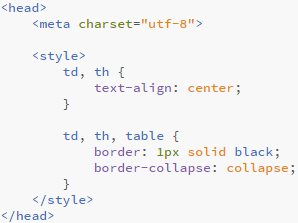 <head>
    <meta charset="utf-8">

    <style>
        td, th {
            text-align: center;
        }

        td, th, table {
            border: 1px solid black;
            border-collapse: collapse;
        }
    </style>
</head>